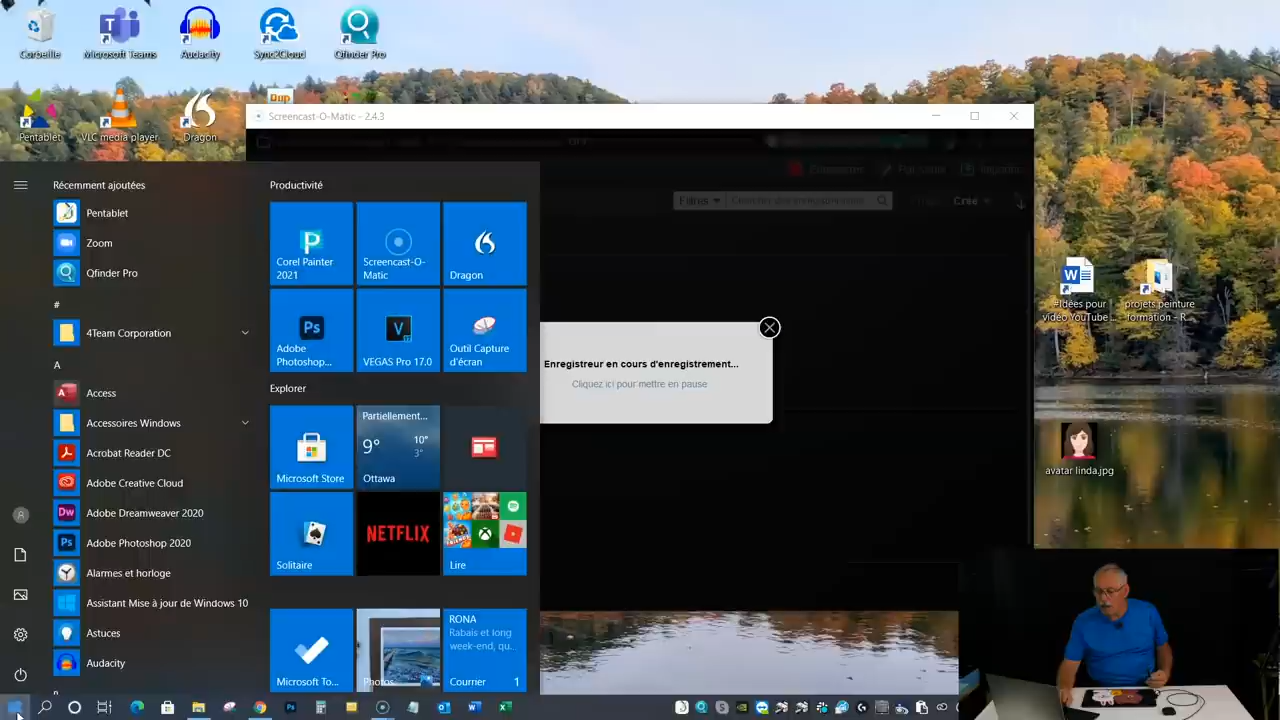 Corbeille
Microsoft Teams
Audacity
Sync2Cloud
Qfinder Pro
Dup
Pentablet
VLC media player
Dragon
Screencast-O-Matic - 2.4.3
Filtres
Créé
Récemment ajoutées
Pentablet
Zoom
Qfinder Pro
#
4Team Corporation
A
Access
Accessoires Windows
Acrobat Reader DC
Adobe Creative Cloud
Adobe Dreamweaver 2020
Adobe Photoshop 2020
Alarmes et horloge
Assistant Mise à jour de Windows 10
Astuces
Audacity
Productivité
Corel Painter
2021
Screencast-O-
Matic
Dragon
Adobe
Photoshop...
VEGAS Pro 17.0
Outil Capture
d'écran
Explorer
Microsoft Store
Partiellement...
9°
10°
3°
Ottawa
Solitaire
NETFLIX
Lire
Microsoft To...
Photos
RONA
Rabais et long
week-end, qu...
Courrier
1
Enregistreur en cours d'enregistrement...
Cliquez ici pour mettre en pause
#Idées pour
vidéo YouTube ...
projets peinture
formation - R...
avatar linda.jpg